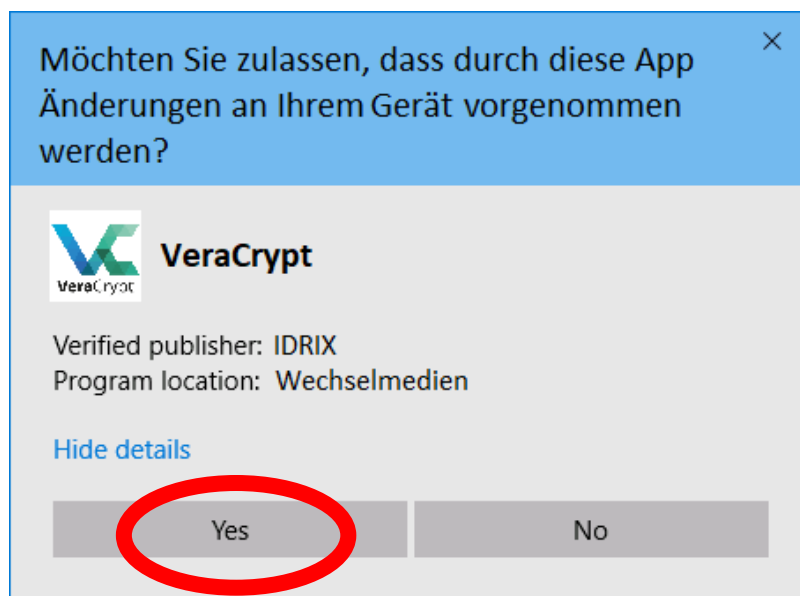 Möchten Sie zulassen, dass durch diese App
Änderungen an Ihrem Gerät vorgenommen
werden?
VeraCrypt
VeraCrypt
Verified publisher: IDRIX
Program location: Wechselmedien
Hide details
Yes
No